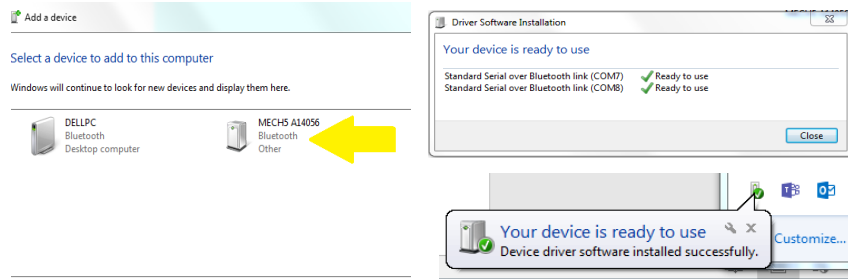 Add a device
Select a device to add to this computer
Windows will continue to look for new devices and display them here.
DELLPC
Bluetooth
Desktop computer
MECH5 A14056
Bluetooth
Other
Driver Software Installation
Your device is ready to use
Standard Serial over Bluetooth link (COM7) Ready to use
Standard Serial over Bluetooth link (COM8) Ready to use
Close
Your device is ready to use
Device driver software installed successfully.
Customize...